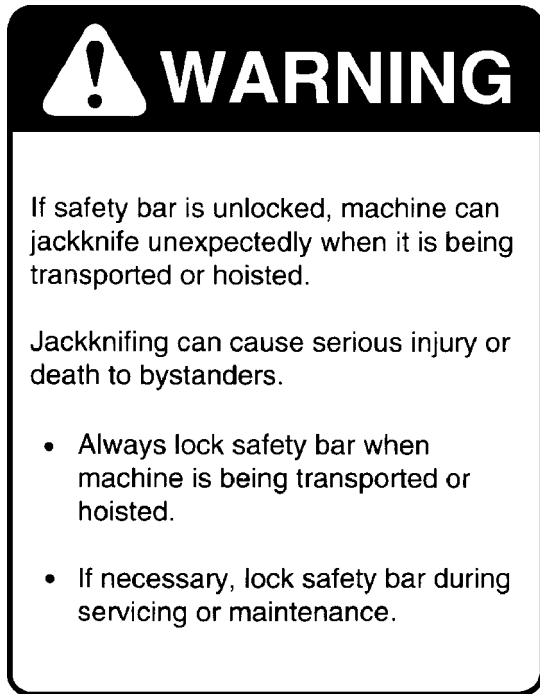 WARNING
If safety bar is unlocked, machine can
jackknife unexpectedly when it is being
transported or hoisted.
Jackknifing can cause serious injury or
death to bystanders.
• Always lock safety bar when
machine is being transported or
hoisted.
• If necessary, lock safety bar during
servicing or maintenance.